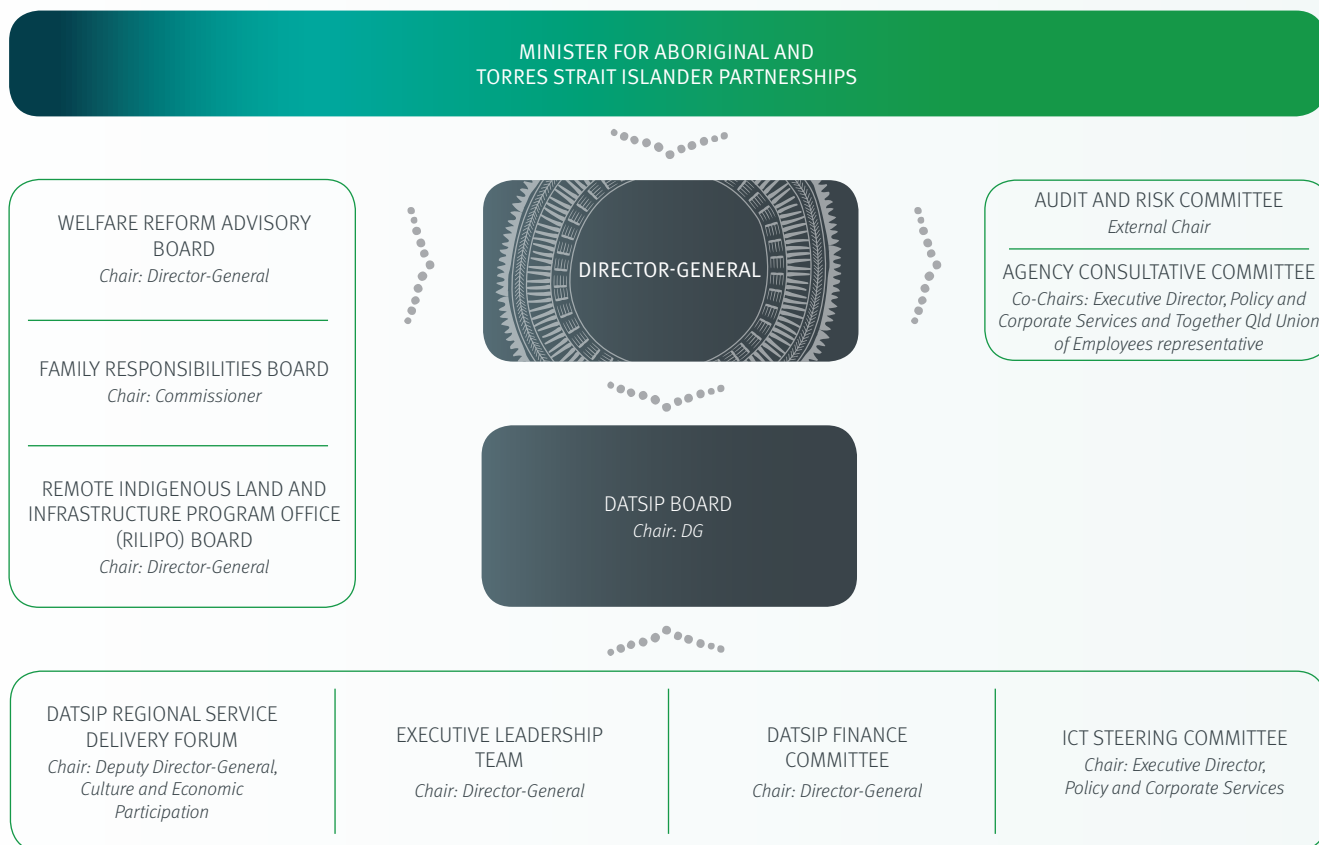 MINISTER FOR ABORIGINAL AND
TORRES STRAIT ISLANDER PARTNERSHIPS
WELFARE REFORM ADVISORY
BOARD
Chair: Director-General
FAMILY RESPONSIBILITIES BOARD
Chair: Commissioner
REMOTE INDIGENOUS LAND AND
INFRASTRUCTURE PROGRAM OFFICE
(RILIPO) BOARD
Chair: Director-General
DIRECTOR-GENERAL
AUDIT AND RISK COMMITTEE
External Chair
AGENCY CONSULTATIVE COMMITTEE
Co-Chairs: Executive Director, Policy and
Corporate Services and Together Qld Union
of Employees representative
DATSIP BOARD
Chair: DG
DATSIP REGIONAL SERVICE
DELIVERY FORUM
Chair: Deputy Director-General,
Culture and Economic
Participation
EXECUTIVE LEADERSHIP
TEAM
Chair: Director-General
DATSIP FINANCE
COMMITTEE
Chair: Director-General
ICT STEERING COMMITTEE
Chair: Executive Director,
Policy and Corporate Services